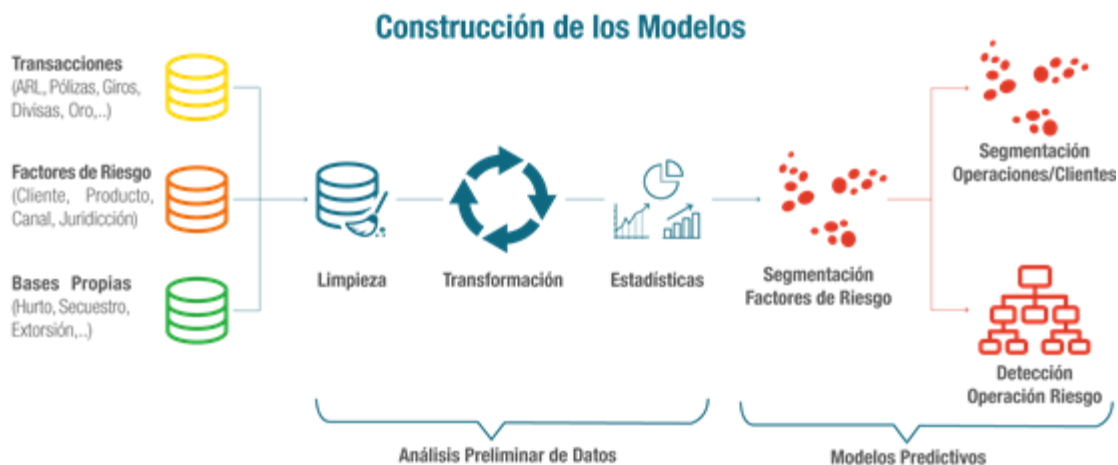 Construcción de los Modelos
Transacciones
(ARL, Pólizas, Giros,
Divisas, Oro,..)
Factores de Riesgo
(Cliente, Producto,
Canal, Juridicción)
Bases Propias
(Hurto, Secuestro,
Extorsión,..)
Limpieza
Transformación
Estadísticas
Segmentación
Factores de Riesgo
Segmentación
Operaciones/Clientes
Detección
Operación Riesgo
Análisis Preliminar de Datos
Modelos Predictivos